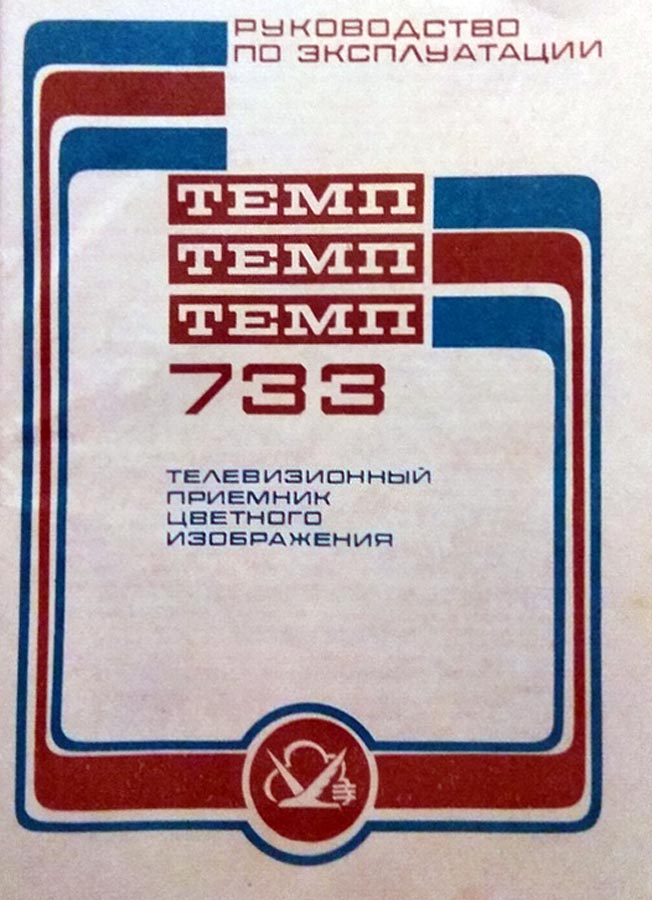 РУКОВОДСТВО
ПО ЭКСПЛУАТАЦИИ
ТЕМП
ТЕМП
ТЕМП
733
ТЕЛЕВИЗИОННЫЙ
ПРИЕМНИК
ЦВЕТНОГО
ИЗОБРАЖЕНИЯ